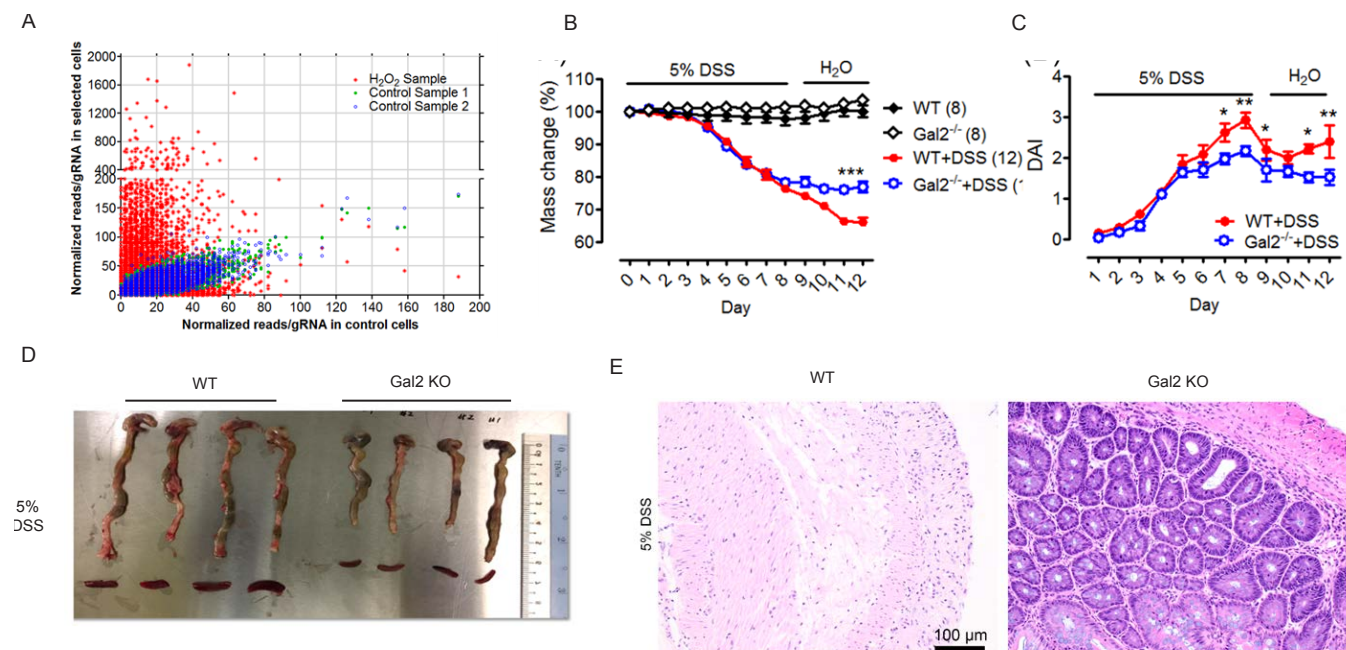 A
Normalized reads/gRNA in selected cells
2000
1600
1200
800
400
200
150
100
50
0
H2O2 Sample
Control Sample 1
Control Sample 2
0 20 40 60 80 100 120 140 160 180 200
Normalized reads/gRNA in control cells
B
5% DSS
H2O
Mass change (%)
110
100
90
80
70
60
WT (8)
Gal2-/- (8)
WT+DSS (12)
Gal2-/-+DSS (
***
0 1 2 3 4 5 6 7 8 9 10 11 12
Day
C
5% DSS
H2O
DAI
4
3
2
1
0
* ** * * **
WT+DSS
Gal2-/-+DSS
1 2 3 4 5 6 7 8 9 10 11 12
Day
D
WT
Gal2 KO
5%
DSS
E
WT
Gal2 KO
5% DSS
100 µm